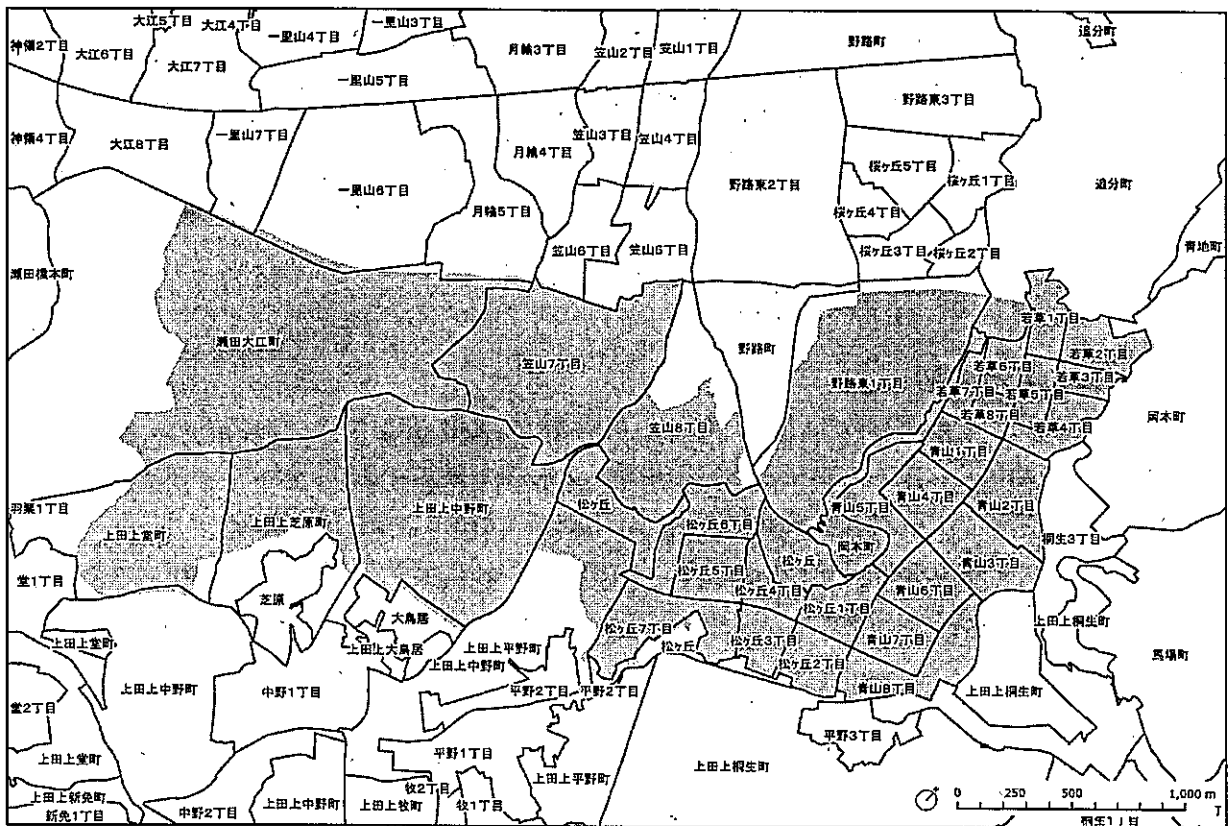 大江5丁目
大江4丁目
一里山3丁目
一里山4丁目
神領2丁目
大江6丁目
大江7丁目
一里山5丁目
月輪3丁目
笠山2丁目
笠山1丁目
野路町
追分町
神領4丁目
大江8丁目
一里山7丁目
一里山6丁目
月輪4丁目
笠山3丁目
笠山4丁目
野路東3丁目
桜ヶ丘5丁目
桜ヶ丘1丁目
追分町
野路東2丁目
月輪5丁目
桜ヶ丘4丁目
笠山6丁目
笠山5丁目
桜ヶ丘3丁目
桜ヶ丘2丁目
青地町
瀬田橋本町
瀬田大江町
笠山7丁目
野路町
若草1丁目
若草2丁目
野路東1丁目
若草6丁目
若草3丁目
若草7丁目
若草5丁目
若草8丁目
若草4丁目
岡本町
笠山8丁目
青山1丁目
羽栗1丁目
上田上堂町
上田上芝原町
上田上中野町
松ヶ丘
松ヶ丘6丁目
青山5丁目
青山4丁目
青山2丁目
岡本町
桐生3丁目
堂1丁目
芝原
松ヶ丘5丁目
松ヶ丘4丁目
松ヶ丘
青山3丁目
青山6丁目
大鳥居
松ヶ丘1丁目
上田上桐生町
上田上堂町
上田上大鳥居
上田上平野町
松ヶ丘7丁目
松ヶ丘
松ヶ丘3丁目
青山7丁目
馬場町
上田上中野町
上田上中野町
中野1丁目
平野2丁目
平野2丁目
松ヶ丘2丁目
青山8丁目
上田上桐生町
堂2丁目
上田上堂町
平野1丁目
上田上平野町
上田上桐生町
平野3丁目
上田上新免町
新免1丁目
中野2丁目
上田上中野町
上田上牧町
牧2丁目
牧1丁目
0 250 500 1,000 m
羽生1丁目